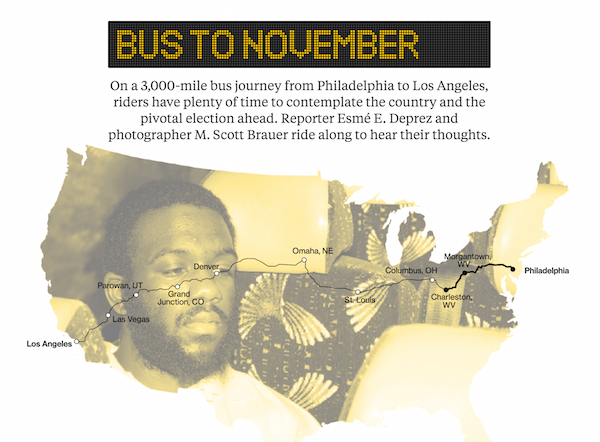 BUS TO NOVEMBER
On a 3,000-mile bus journey from Philadelphia to Los Angeles,
riders have plenty of time to contemplate the country and the
pivotal election ahead. Reporter Esmé E. Deprez and
photographer M. Scott Brauer ride along to hear their thoughts.
Omaha, NE
Morgantown,
WV
Denver
Columbus, OH
Philadelphia
Parowan, UT
Grand
Junction, CO
St. Louis
Charleston,
WV
Las Vegas
Los Angeles